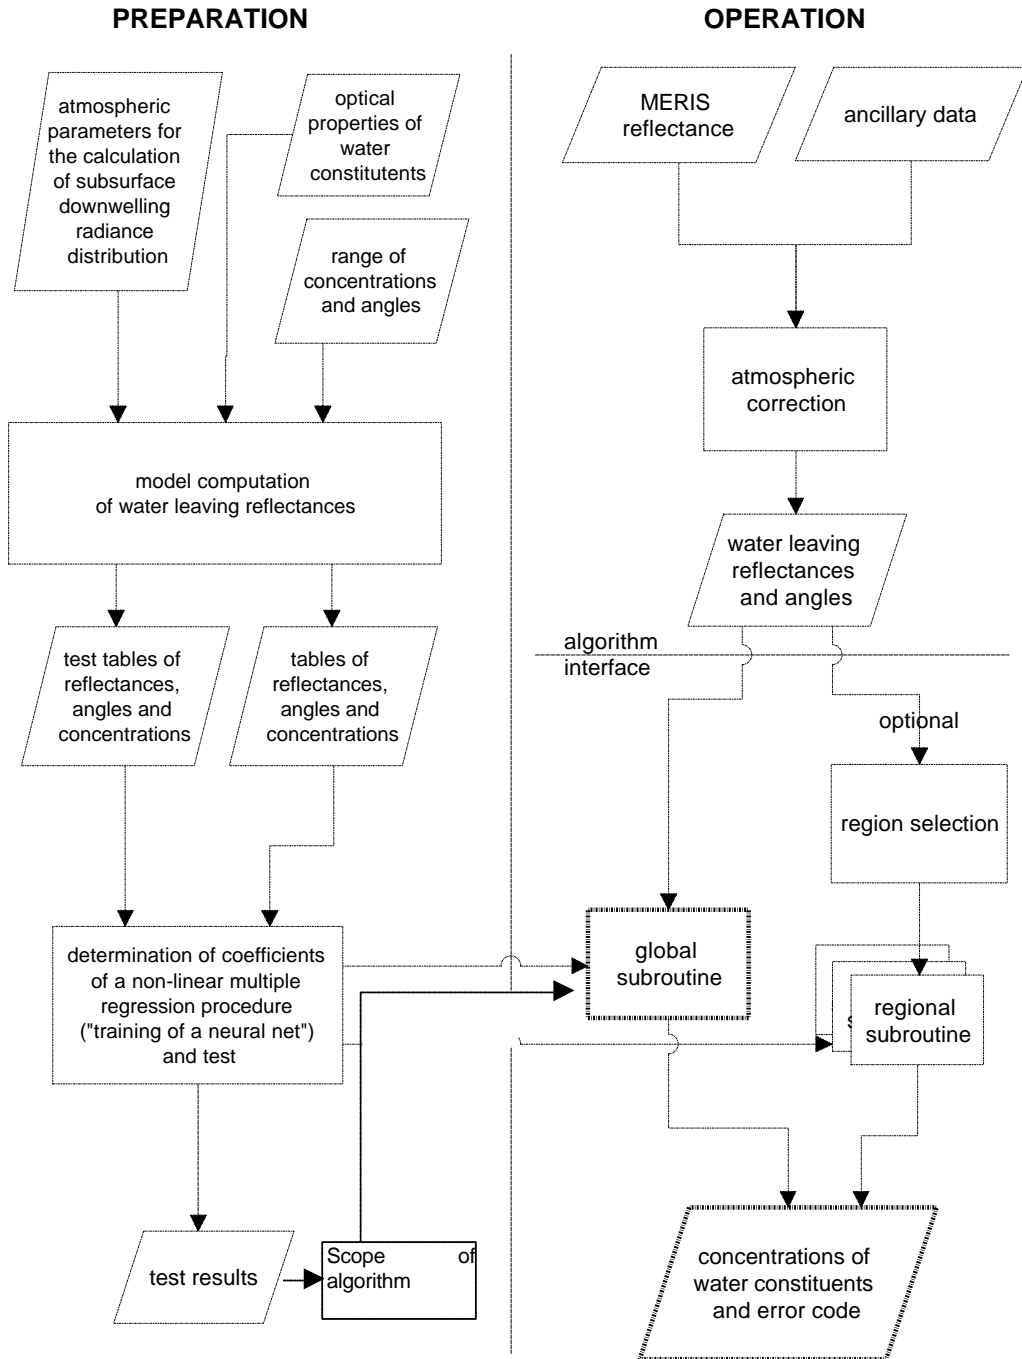 PREPARATION
OPERATION
atmospheric
parameters for
the calculation
of subsurface
downwelling
radiance
distribution
optical
properties of
water
constitutents
range of
concentrations
and angles
model computation
of water leaving reflectances
test tables of
reflectances,
angles and
concentrations
tables of
reflectances,
angles and
concentrations
determination of coefficients
of a non-linear multiple
regression procedure
("training of a neural net")
and test
test results
Scope of
algorithm
MERIS
reflectance
ancillary data
atmospheric
correction
water leaving
reflectances
and angles
algorithm
interface
optional
region selection
global
subroutine
regional
subroutine
concentrations of
water constituents
and error code